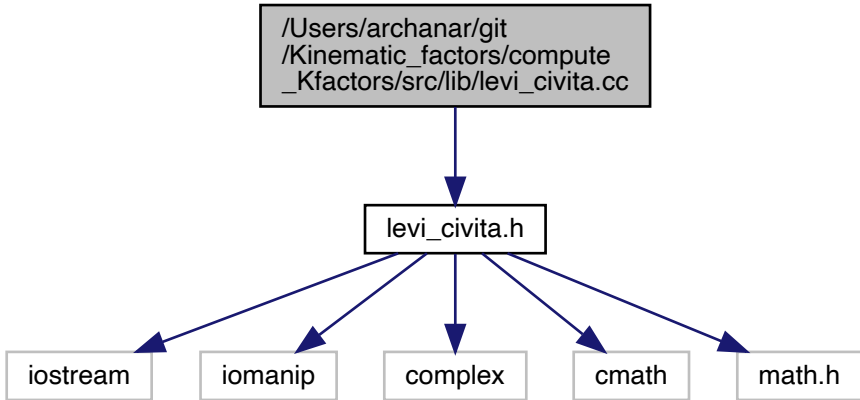 /Users/archanar/git
/Kinematic_factors/compute
_Kfactors/src/lib/levi_civita.cc
levi_civita.h
iostream
iomanip
complex
cmath
math.h